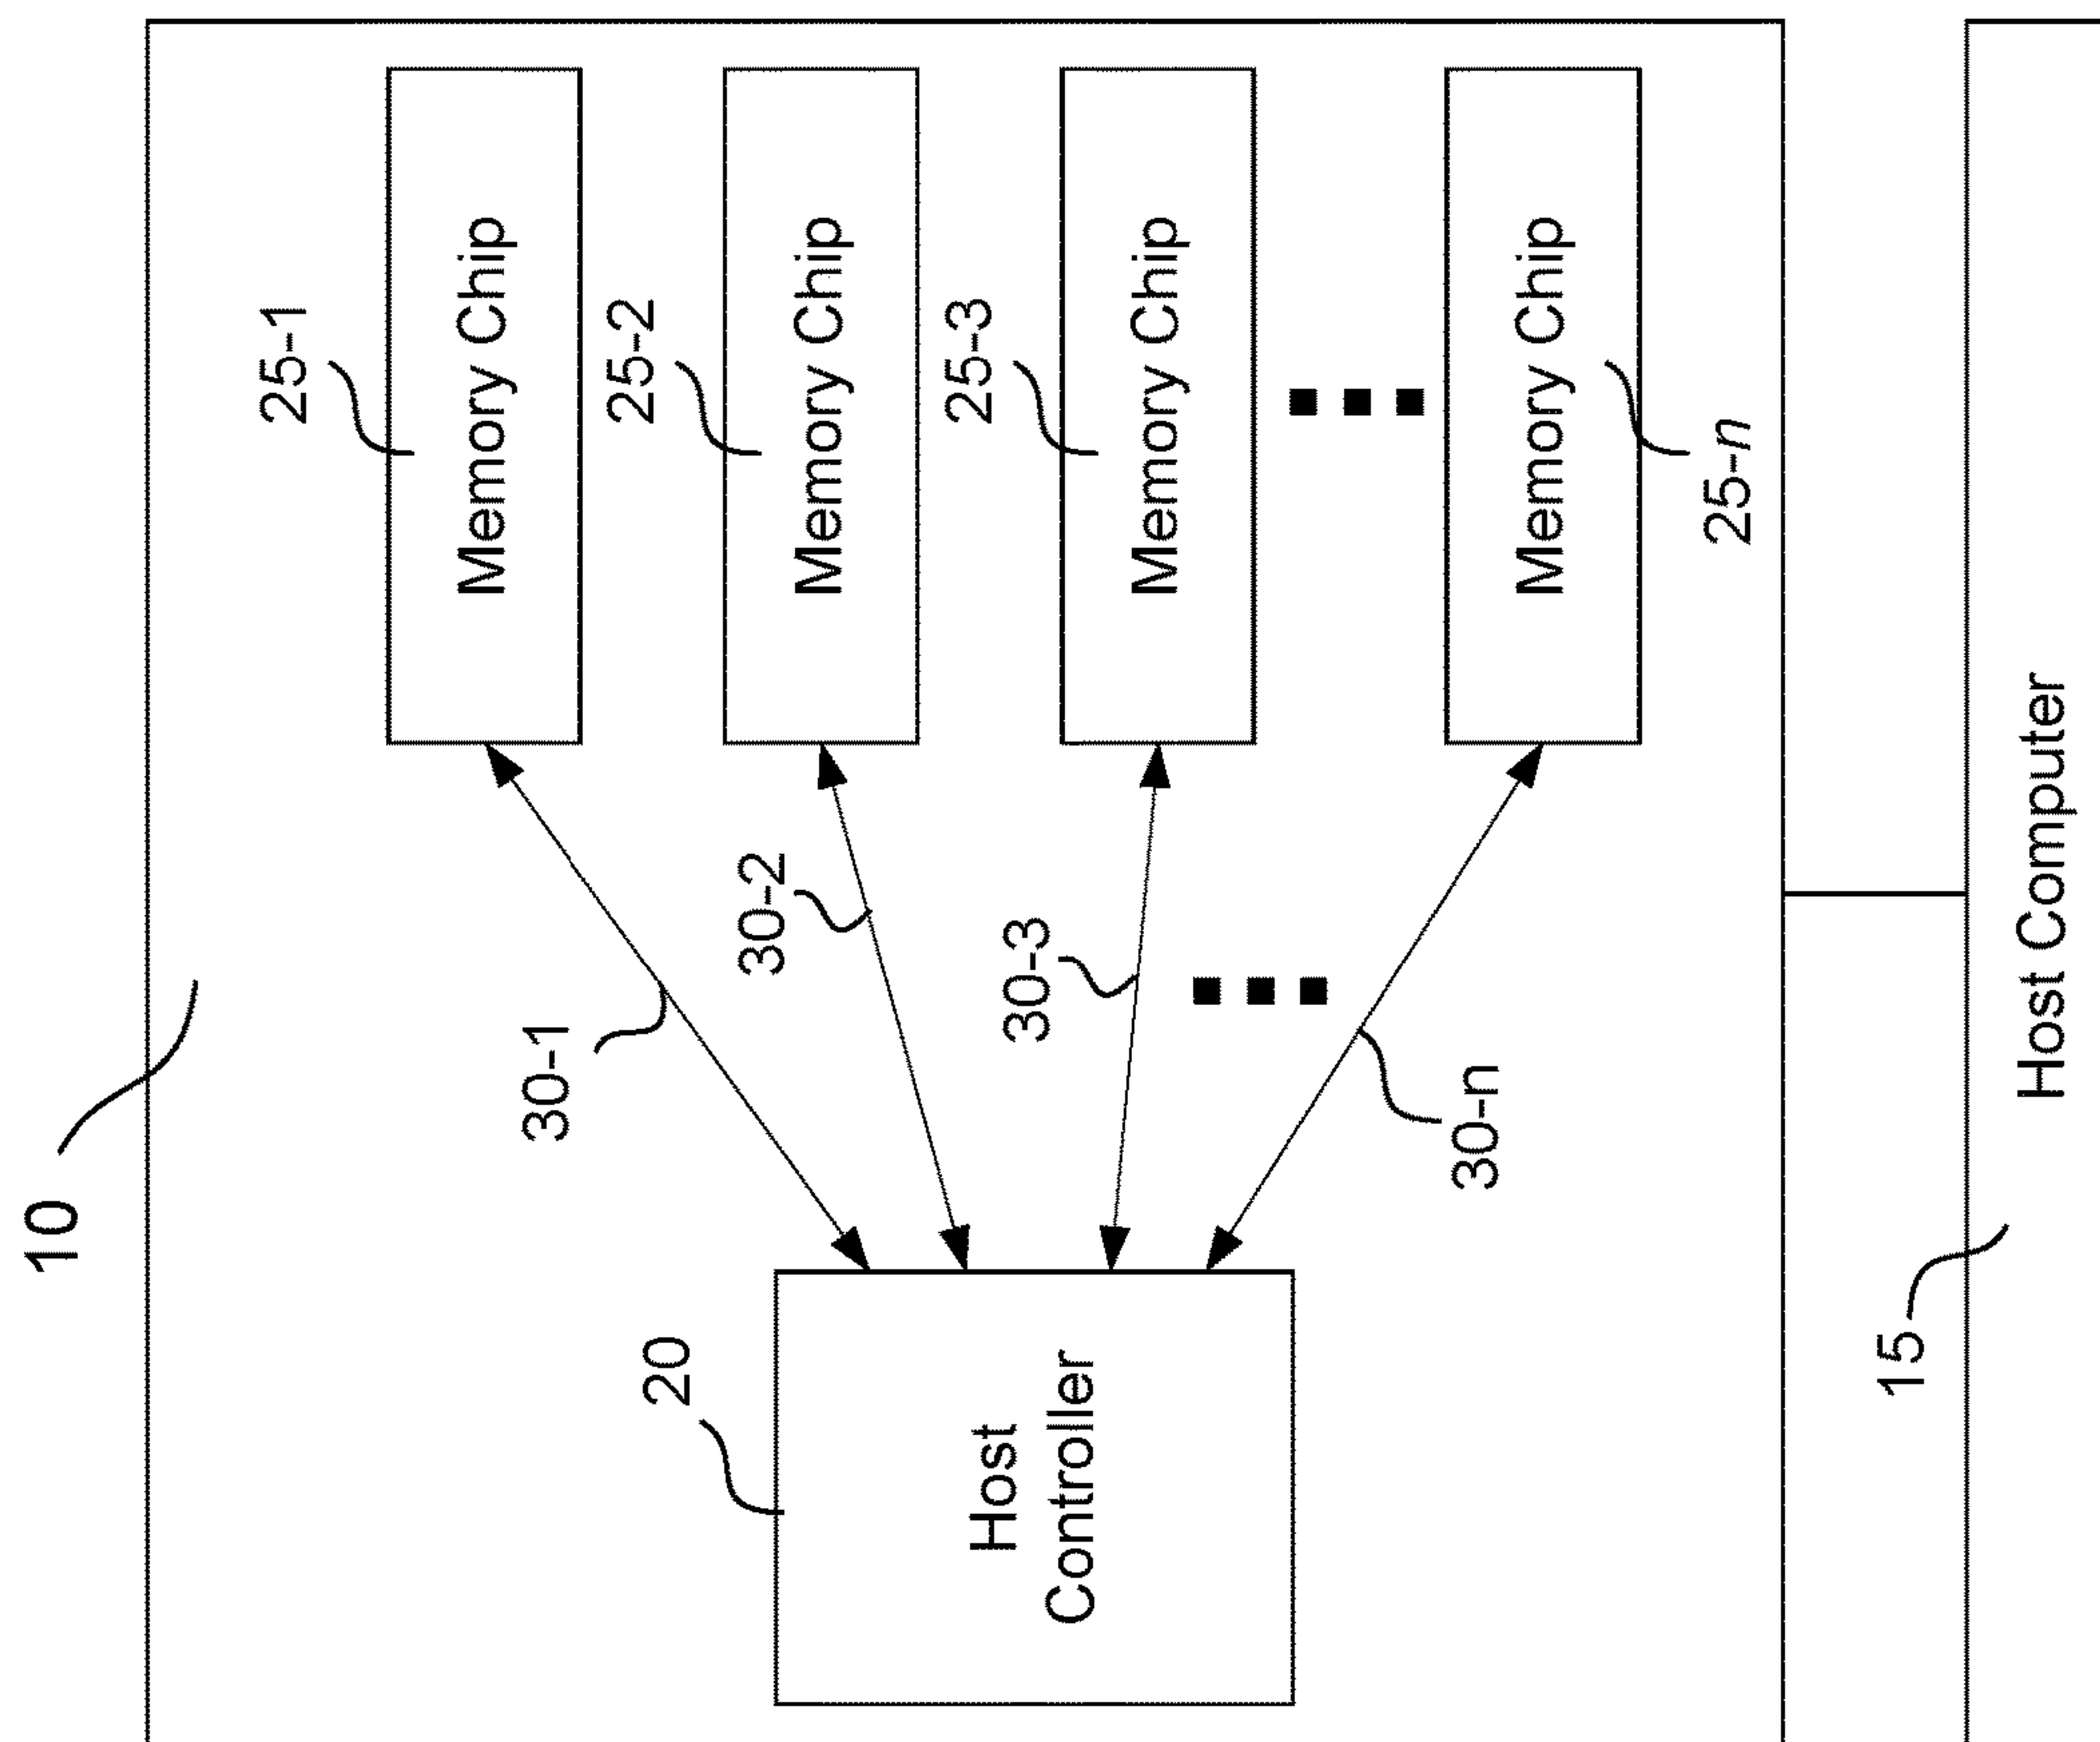 10
25-1
Memory Chip
25-2
Memory Chip
25-3
Memory Chip
25-n
Memory Chip
30-1
30-2
30-3
30-n
20
Host
Controller
15
Host Computer